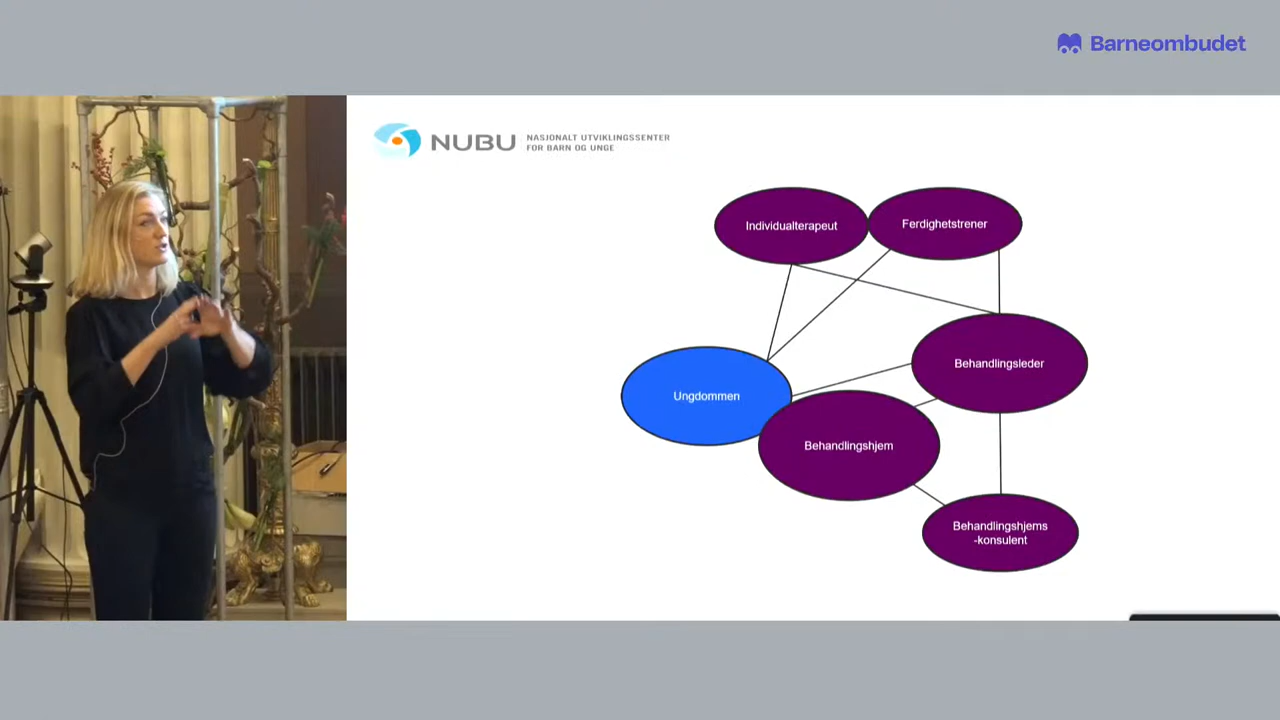 Barneombudet
NUBU
NASJONALT UTVIKLINGSSENTER
FOR BARN OG UNGE
Individualterapeut
Ferdighetstrener
Behandlingsleder
Ungdommen
Behandlingshjem
Behandlingshjems
-konsulent